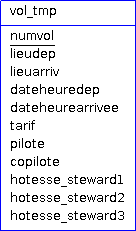 vol_tmp
numvol
lieudep
lieuarriv
dateheuredep
dateheurearrivee
tarif
pilote
copilote
hotesse_steward1
hotesse_steward2
hotesse_steward3